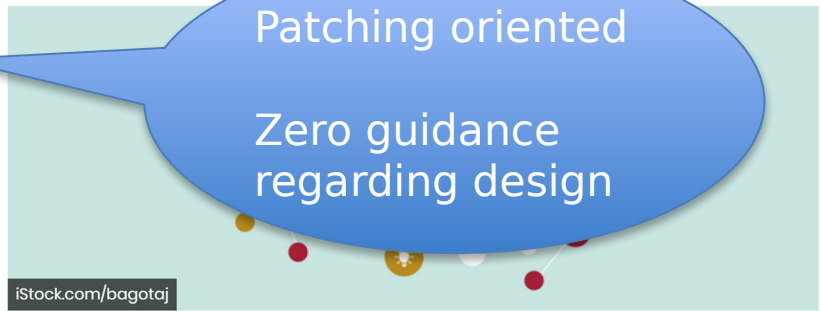 Patching oriented
Zero guidance
regarding design
iStock.com/bagotaj